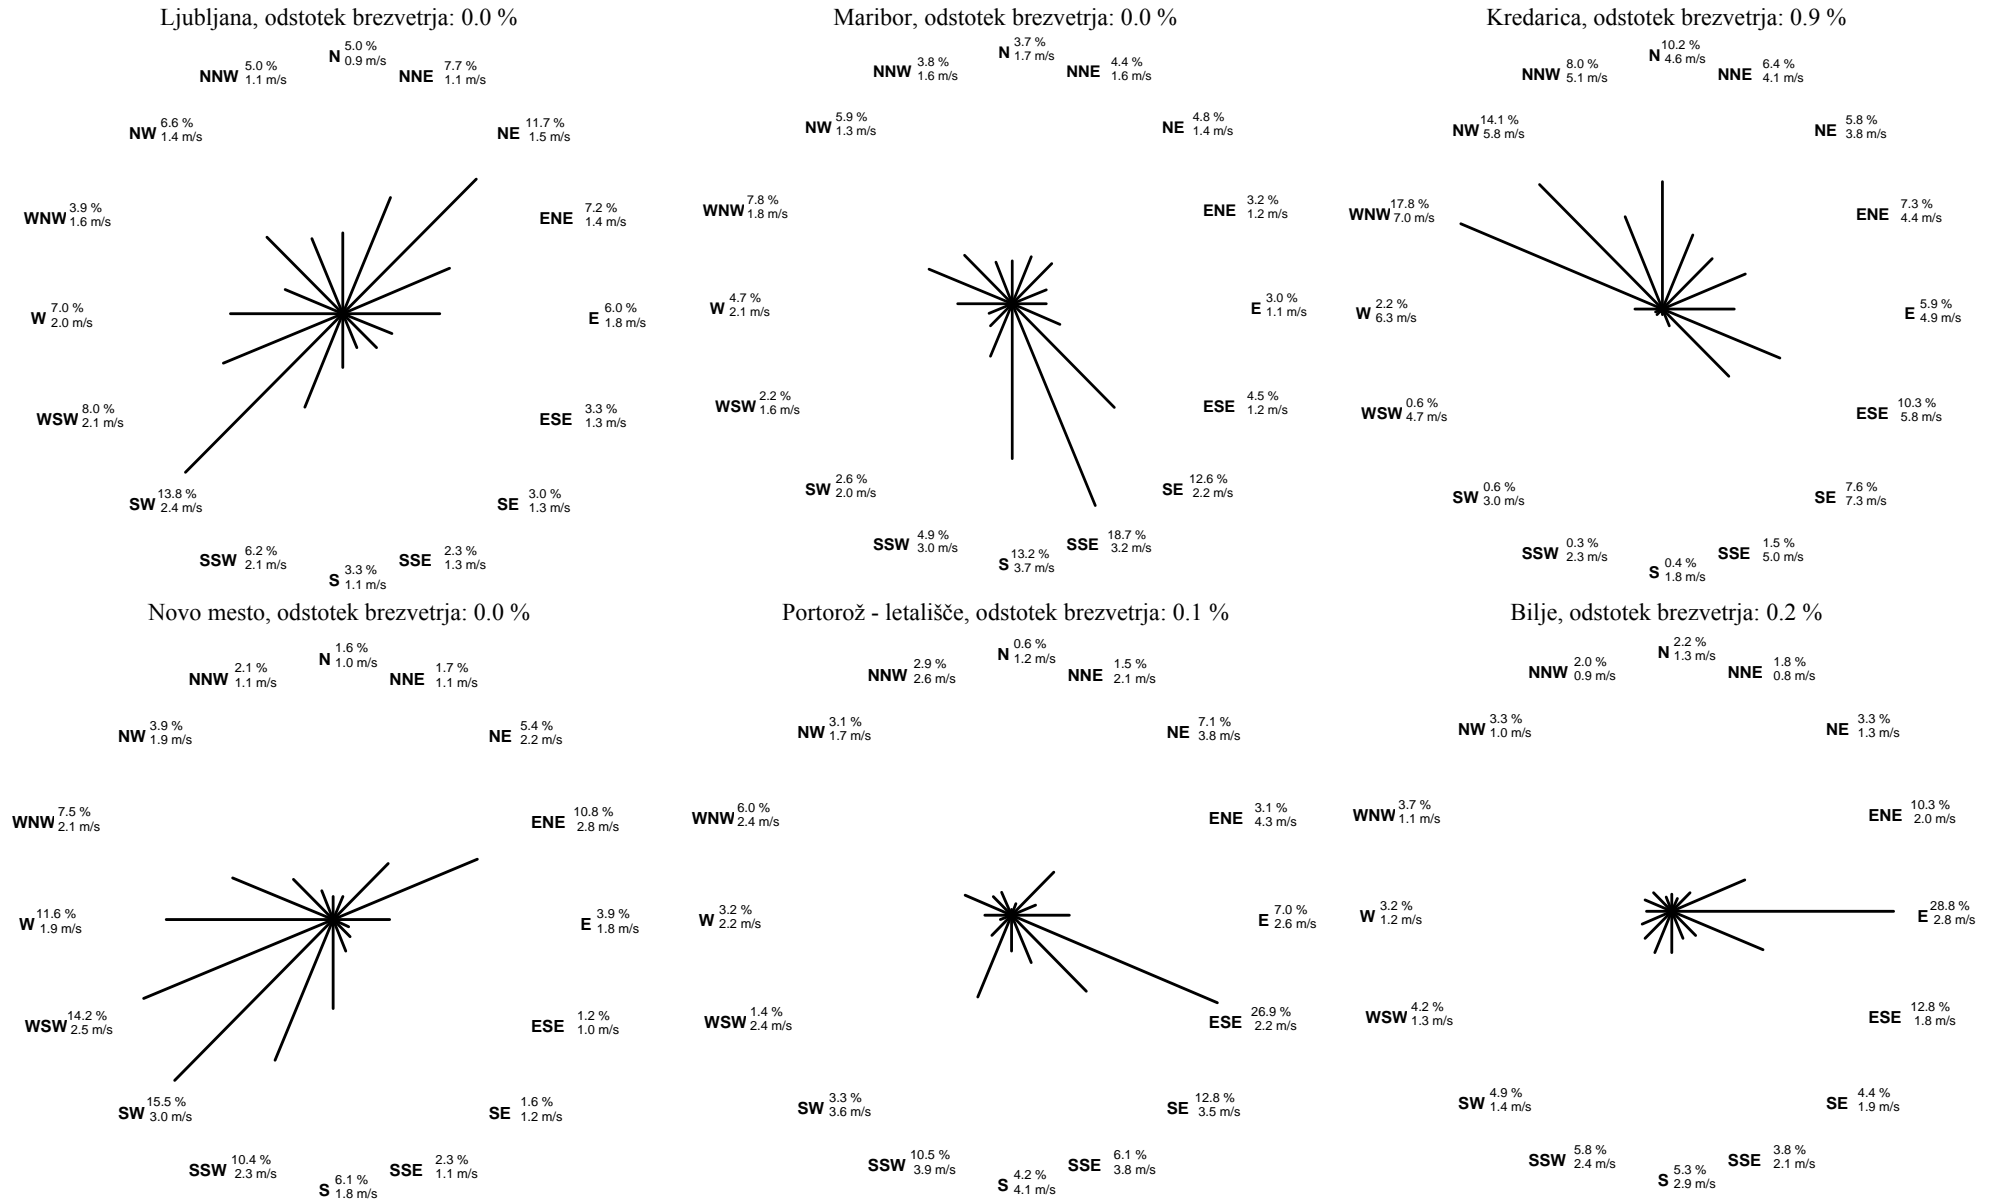 Ljubljana, odstotek brezvetrja: 0.0 %
N 5.0 %
0.9 m/s
NNE 7.7 %
1.1 m/s
NE 11.7 %
1.5 m/s
ENE 7.2 %
1.4 m/s
E 6.0 %
1.8 m/s
ESE 3.3 %
1.3 m/s
SE 3.0 %
1.3 m/s
SSE 2.3 %
1.3 m/s
S 3.3 %
1.1 m/s
SSW 6.2 %
2.1 m/s
SW 13.8 %
2.4 m/s
WSW 8.0 %
2.1 m/s
W 7.0 %
2.0 m/s
WNW 3.9 %
1.6 m/s
NW 6.6 %
1.4 m/s
NNW 5.0 %
1.1 m/s
Maribor, odstotek brezvetrja: 0.0 %
N 3.7 %
1.7 m/s
NNE 4.4 %
1.6 m/s
NE 4.8 %
1.4 m/s
ENE 3.2 %
1.2 m/s
E 3.0 %
1.1 m/s
ESE 4.5 %
1.2 m/s
SE 12.6 %
2.2 m/s
SSE 18.7 %
3.2 m/s
S 13.2 %
3.7 m/s
SSW 4.9 %
3.0 m/s
SW 2.6 %
2.0 m/s
WSW 2.2 %
1.6 m/s
W 4.7 %
2.1 m/s
WNW 7.8 %
1.8 m/s
NW 5.9 %
1.3 m/s
NNW 3.8 %
1.6 m/s
Kredarica, odstotek brezvetrja: 0.9 %
N 10.2 %
4.6 m/s
NNE 6.4 %
4.1 m/s
NE 5.8 %
3.8 m/s
ENE 7.3 %
4.4 m/s
E 5.9 %
4.9 m/s
ESE 10.3 %
5.8 m/s
SE 7.6 %
7.3 m/s
SSE 1.5 %
5.0 m/s
S 0.4 %
1.8 m/s
SSW 0.3 %
2.3 m/s
SW 0.6 %
3.0 m/s
WSW 0.6 %
4.7 m/s
W 2.2 %
6.3 m/s
WNW 17.8 %
7.0 m/s
NW 14.1 %
5.8 m/s
NNW 8.0 %
5.1 m/s
Novo mesto, odstotek brezvetrja: 0.0 %
N 1.6 %
1.0 m/s
NNE 1.7 %
1.1 m/s
NE 5.4 %
2.2 m/s
ENE 10.8 %
2.8 m/s
E 3.9 %
1.8 m/s
ESE 1.2 %
1.0 m/s
SE 1.6 %
1.2 m/s
SSE 2.3 %
1.1 m/s
S 6.1 %
1.8 m/s
SSW 10.4 %
2.3 m/s
SW 15.5 %
3.0 m/s
WSW 14.2 %
2.5 m/s
W 11.6 %
1.9 m/s
WNW 7.5 %
2.1 m/s
NW 3.9 %
1.9 m/s
NNW 2.1 %
1.1 m/s
Portorož - letališče, odstotek brezvetrja: 0.1 %
N 0.6 %
1.2 m/s
NNE 1.5 %
2.1 m/s
NE 7.1 %
3.8 m/s
ENE 3.1 %
4.3 m/s
E 7.0 %
2.6 m/s
ESE 26.9 %
2.2 m/s
SE 12.8 %
3.5 m/s
SSE 6.1 %
3.8 m/s
S 4.2 %
4.1 m/s
SSW 10.5 %
3.9 m/s
SW 3.3 %
3.6 m/s
WSW 1.4 %
2.4 m/s
W 3.2 %
2.2 m/s
WNW 6.0 %
2.4 m/s
NW 3.1 %
1.7 m/s
NNW 2.9 %
2.6 m/s
Bilje, odstotek brezvetrja: 0.2 %
N 2.2 %
1.3 m/s
NNE 1.8 %
0.8 m/s
NE 3.3 %
1.3 m/s
ENE 10.3 %
2.0 m/s
E 28.8 %
2.8 m/s
ESE 12.8 %
1.8 m/s
SE 4.4 %
1.9 m/s
SSE 3.8 %
2.1 m/s
S 5.3 %
2.9 m/s
SSW 5.8 %
2.4 m/s
SW 4.9 %
1.4 m/s
WSW 4.2 %
1.3 m/s
W 3.2 %
1.2 m/s
WNW 3.7 %
1.1 m/s
NW 3.3 %
1.0 m/s
NNW 2.0 %
0.9 m/s